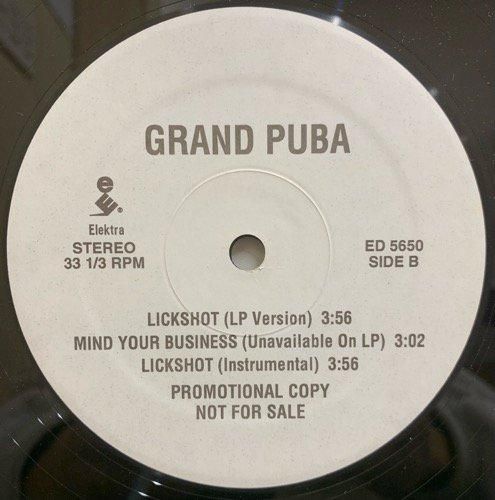 GRAND PUBA
Elektra
STEREO
33 1/3 RPM
ED 5650
SIDE B
LICKSHOT (LP Version) 3:56
MIND YOUR BUSINESS (Unavailable On LP) 3:02
LICKSHOT (Instrumental) 3:56
PROMOTIONAL COPY
NOT FOR SALE